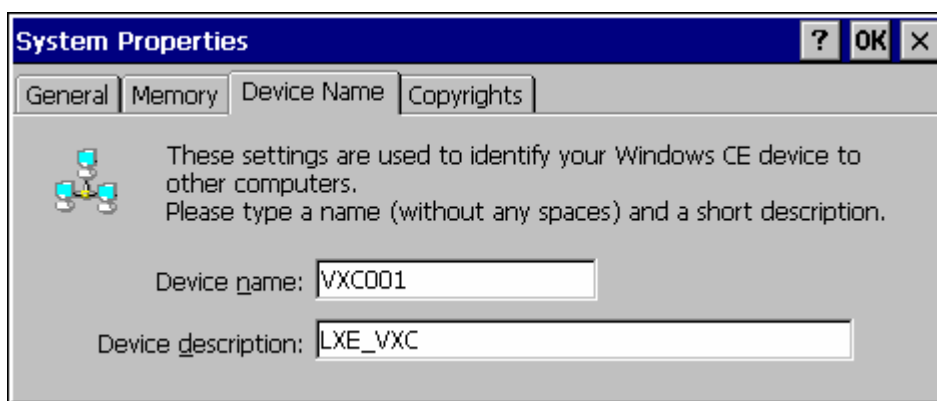 System Properties ? OK ×
General Memory Device Name Copyrights
These settings are used to identify your Windows CE device to
other computers.
Please type a name (without any spaces) and a short description.
Device name: VXC001
Device description: LXE_VXC